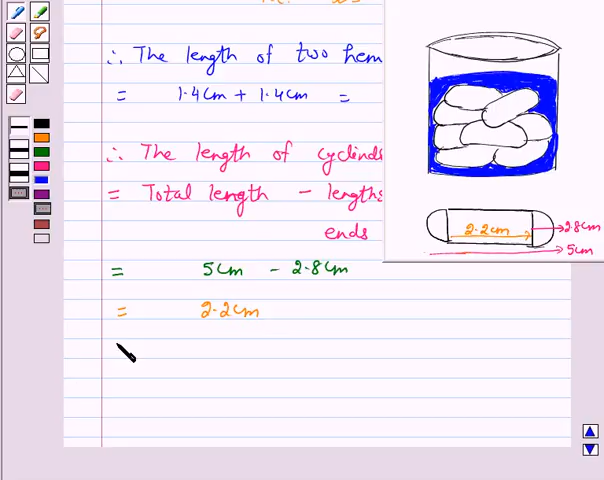 ∴ The length of two hem
= 1.4cm + 1.4cm =
∴ The length of cylinds
= Total length - lengths
ends
= 5cm - 2.8cm
= 2.2cm
2.2cm
2.8cm
5cm